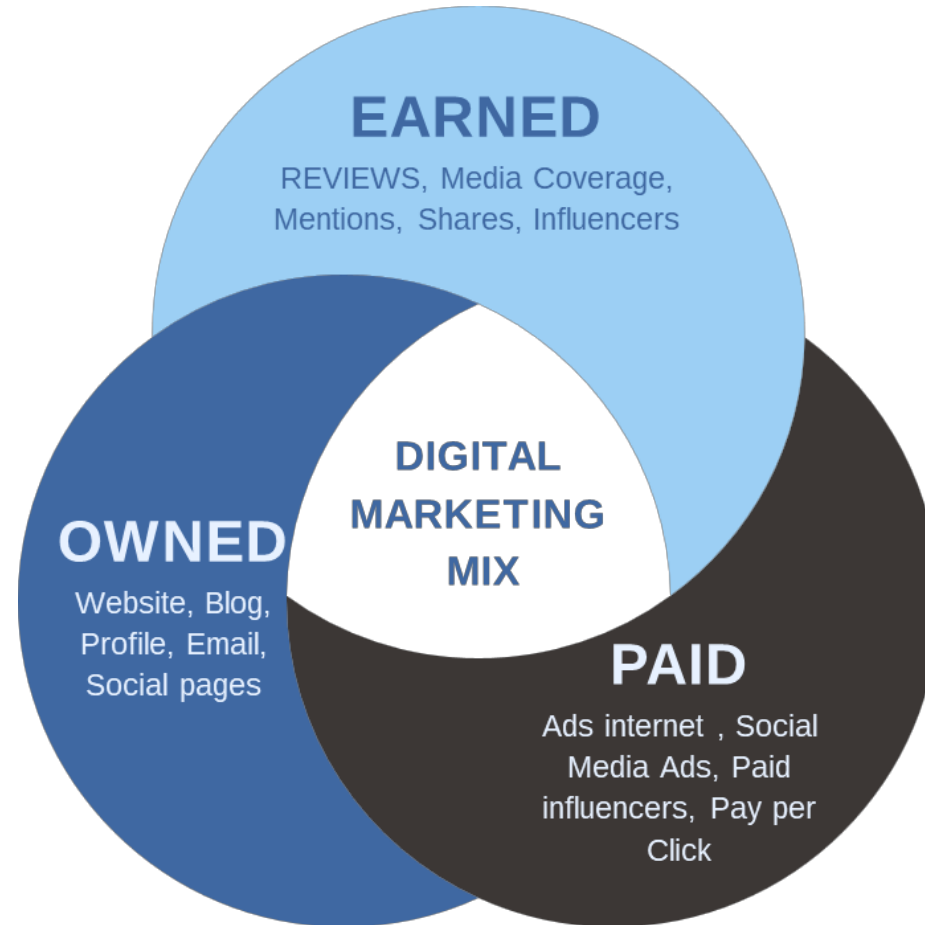 EARNED
REVIEWS, Media Coverage,
Mentions, Shares, Influencers
DIGITAL
MARKETING
MIX
OWNED
Website, Blog,
Profile, Email,
Social pages
PAID
Ads internet , Social
Media Ads, Paid
influencers, Pay per
Click